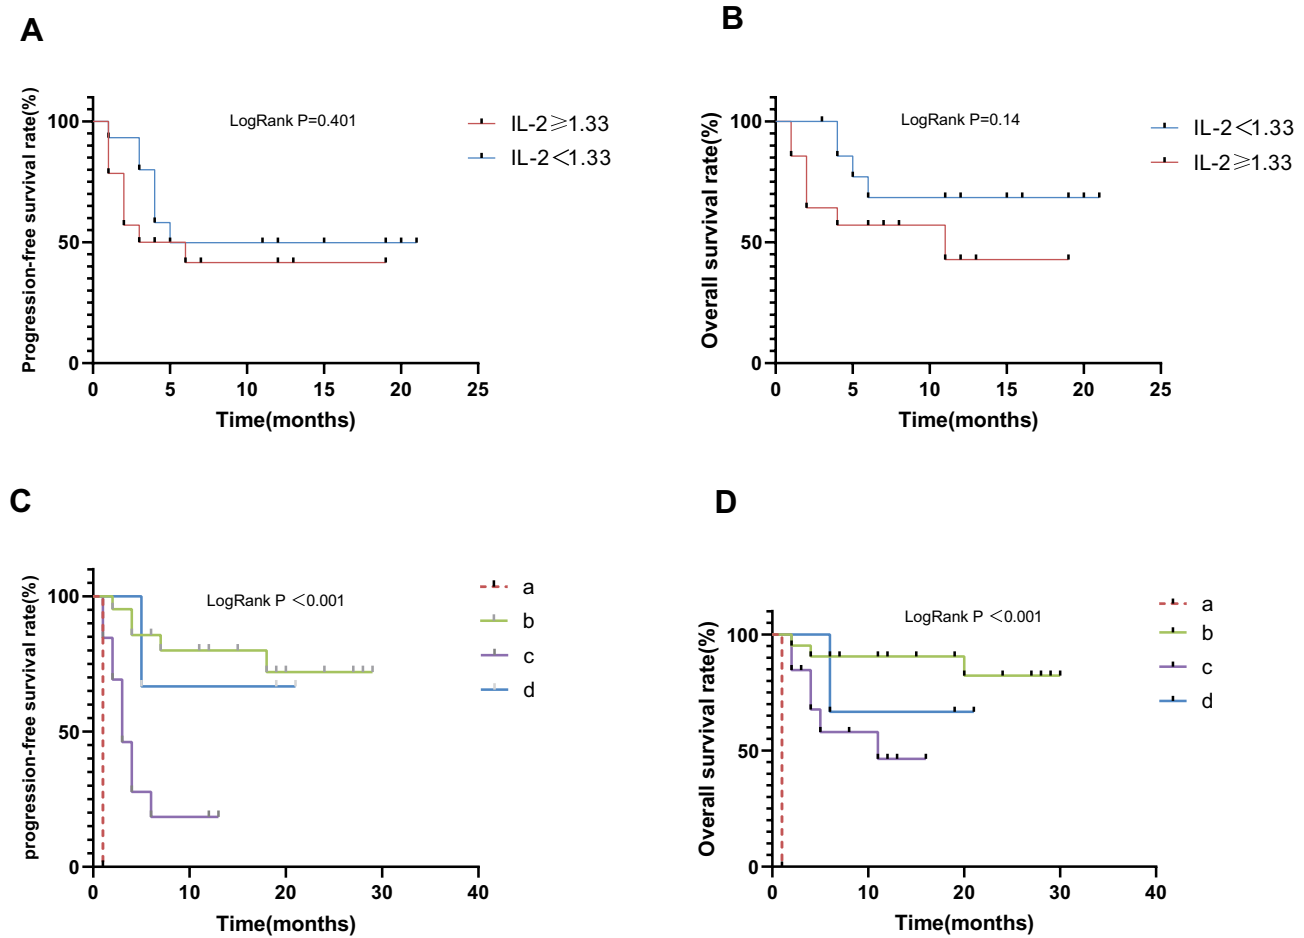 A
Progression-free survival rate(%)
100
50
0
LogRank P=0.401
IL-2≥1.33
IL-2<1.33
0 5 10 15 20 25
Time(months)
B
Overall survival rate(%)
100
50
0
LogRank P=0.14
IL-2<1.33
IL-2≥1.33
0 5 10 15 20 25
Time(months)
C
progression-free survival rate(%)
100
50
0
LogRank P <0.001
a
b
c
d
0 10 20 30 40
Time(months)
D
Overall survival rate(%)
100
50
0
LogRank P <0.001
a
b
c
d
0 10 20 30 40
Time(months)